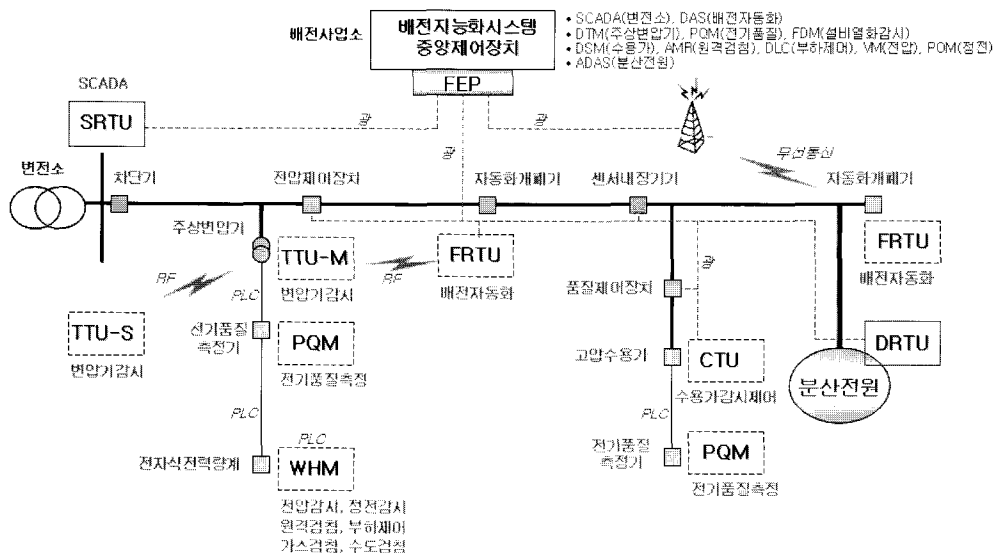 배전사업소
배전지능화시스템
중앙제어장치
FEP
• SCADA(변전소), DAS(배전자동화)
• DTM(주상변압기), PQM(전기품질), FDM(설비열화감시)
• DSM(수용가), AMR(원격검침), DLC(부하제어), VM(전압), POM(정전)
• ADAS(분산전원)
SCADA
SRTU
광
광
광
무선통신
변전소
차단기
전압제어장치
자동화개폐기
센서내장기기
자동화개폐기
주상변압기
TTU-M
변압기감시
RF
FRTU
배전자동화
FRTU
배전자동화
RF
PLC
광
품질제어장치
TTU-S
변압기감시
전기품질
측정기
PQM
전기품질측정
고압수용기
CTU
수용가감시제어
DRTU
분산전원
PLC
PLC
PLC
전자식전력량계
WHM
전압감시, 정전감시
원격검침, 부하제어
가스검침, 수도검침
전기품질
측정기
PQM
전기품질측정